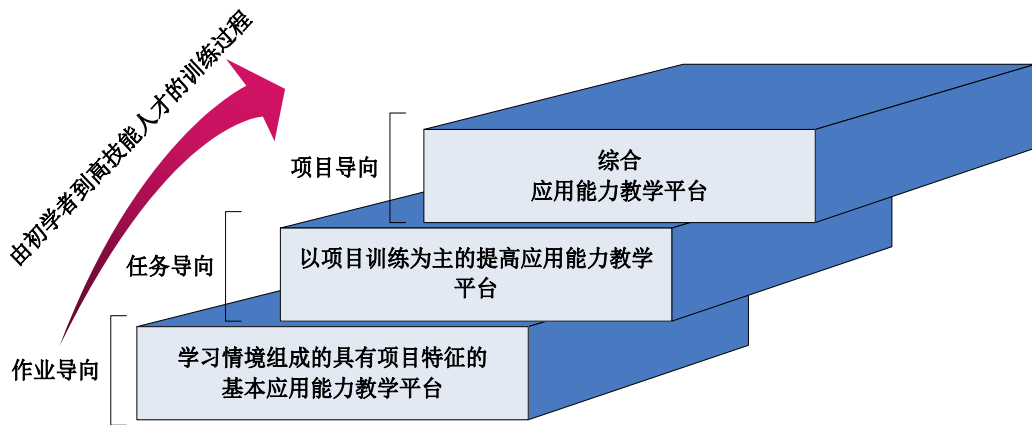 由初学者到高技能人才的训练过程
项目导向
综合
应用能力教学平台
任务导向
以项目训练为主的提高应用能力教学
平台
作业导向
学习情境组成的具有项目特征的
基本应用能力教学平台